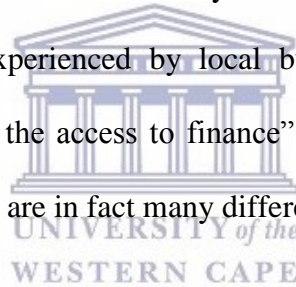 xperienced by local b
the access to finance"
are in fact many differe
UNIVERSITY of the
WESTERN CAPE